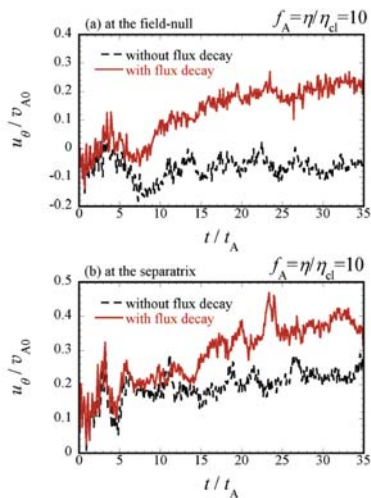 (a) at the field-null
f_A=η/η_cl=10
without flux decay
with flux decay
0.4
0.3
0.2
0.1
0
-0.1
-0.2
u_θ / v_A0
0 5 10 15 20 25 30 35
t / t_A
(b) at the separatrix
f_A=η/η_cl=10
without flux decay
with flux decay
0.5
0.4
0.3
0.2
0.1
0
u_θ / v_A0
0 5 10 15 20 25 30 35
t / t_A